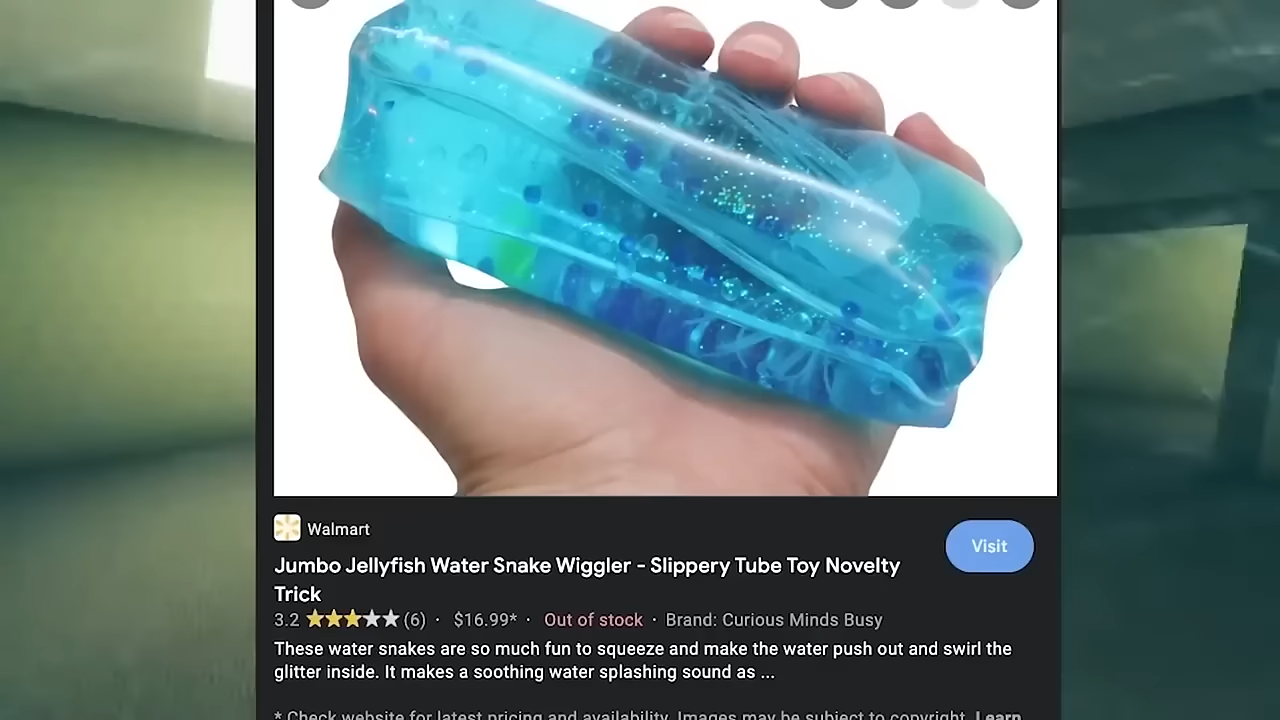 Walmart
Visit
Jumbo Jellyfish Water Snake Wiggler - Slippery Tube Toy Novelty
Trick
3.2 ★★★★★ (6) · $16.99* · Out of stock · Brand: Curious Minds Busy
These water snakes are so much fun to squeeze and make the water push out and swirl the
glitter inside. It makes a soothing water splashing sound as ...
* Check website for latest pricing and availability. Images may be subject to copyright. Learn